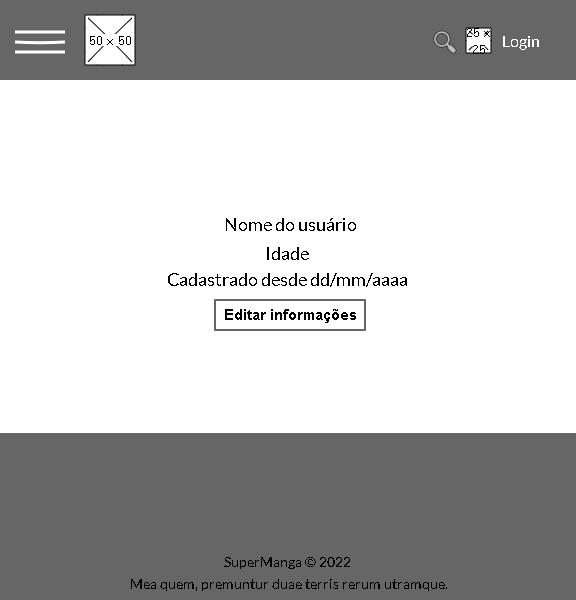 50 x 50
25 x 25
Login
Nome do usuário
Idade
Cadastrado desde dd/mm/aaaa
Editar informações
SuperManga © 2022
Mea quem, premuntur duae terris rerum utramque.